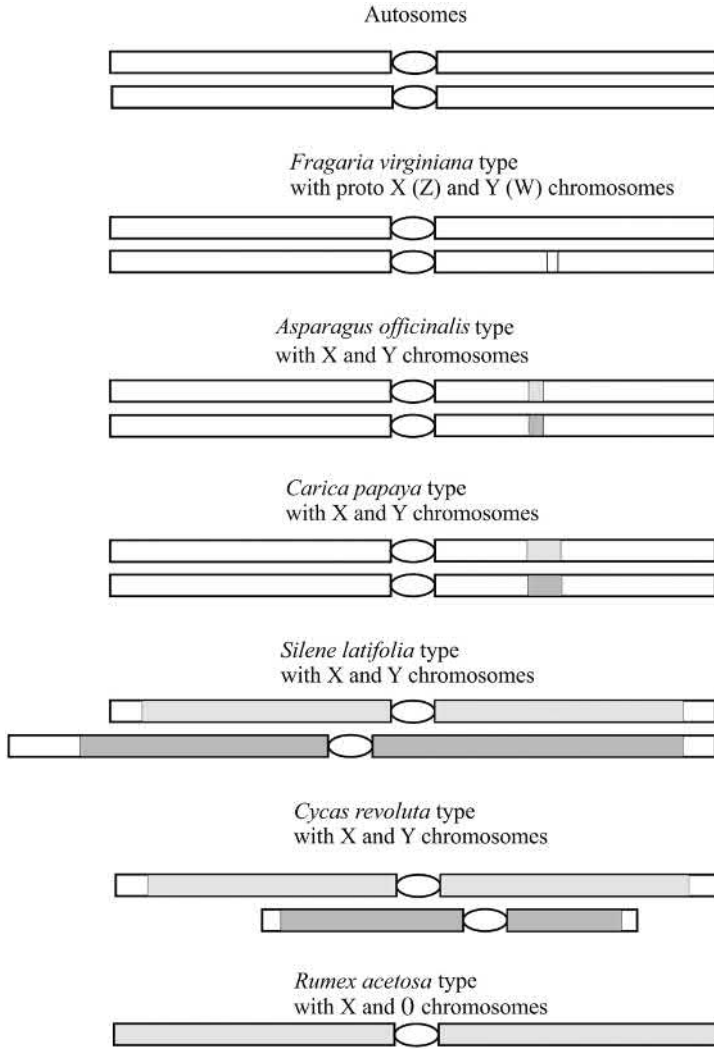 Autosomes
Fragaria virginiana type
with proto X (Z) and Y (W) chromosomes
Asparagus officinalis type
with X and Y chromosomes
Carica papaya type
with X and Y chromosomes
Silene latifolia type
with X and Y chromosomes
Cycas revoluta type
with X and Y chromosomes
Rumex acetosa type
with X and 0 chromosomes